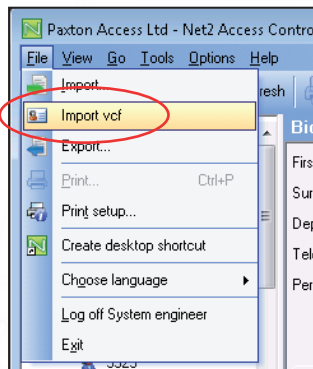 Paxton Access Ltd - Net2 Access Contro
File View Go Tools Options Help
Import...
resh
Import vcf
Bio
Export...
Firs
Print... Ctrl+P
Sur
Print setup...
Dep
Create desktop shortcut
Tele
Choose language
Per
Log off System engineer
Exit